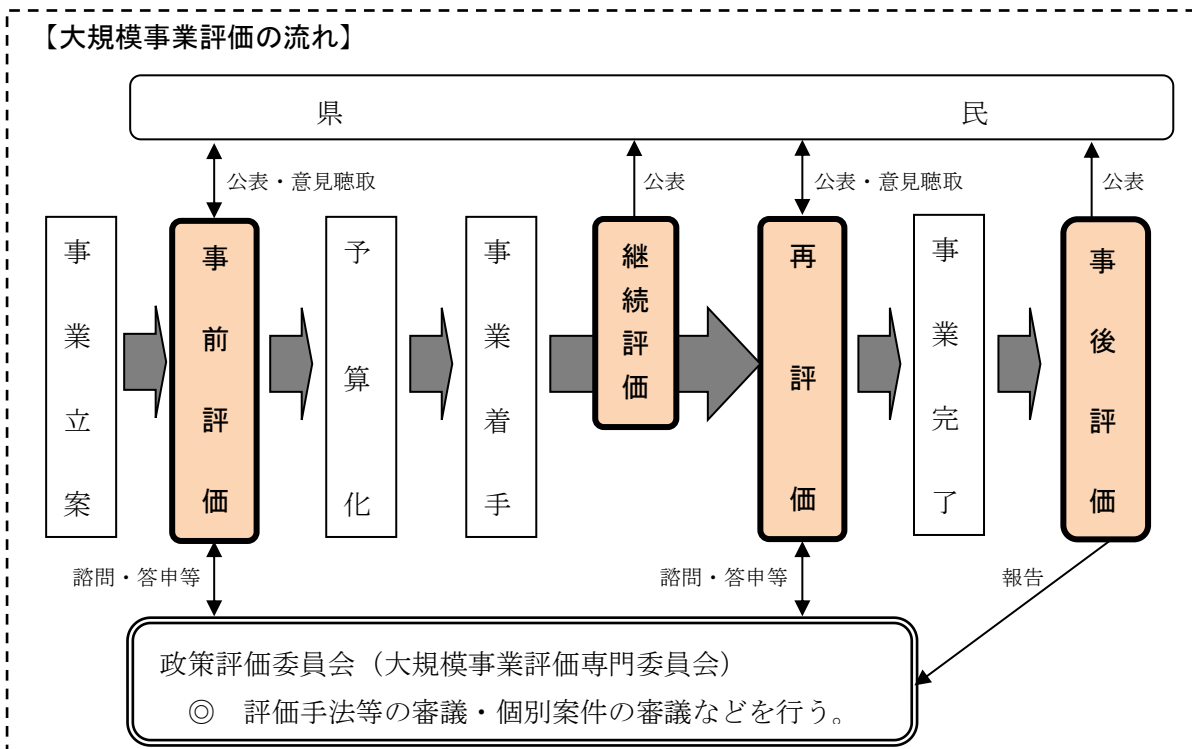 【大規模事業評価の流れ】
県 民
公表・意見聴取
公表
公表・意見聴取
公表
事業立案
事前評価
予算化
事業着手
継続評価
再評価
事業完了
事後評価
諮問・答申等
諮問・答申等
報告
政策評価委員会（大規模事業評価専門委員会）
◎ 評価手法等の審議・個別案件の審議などを行う。